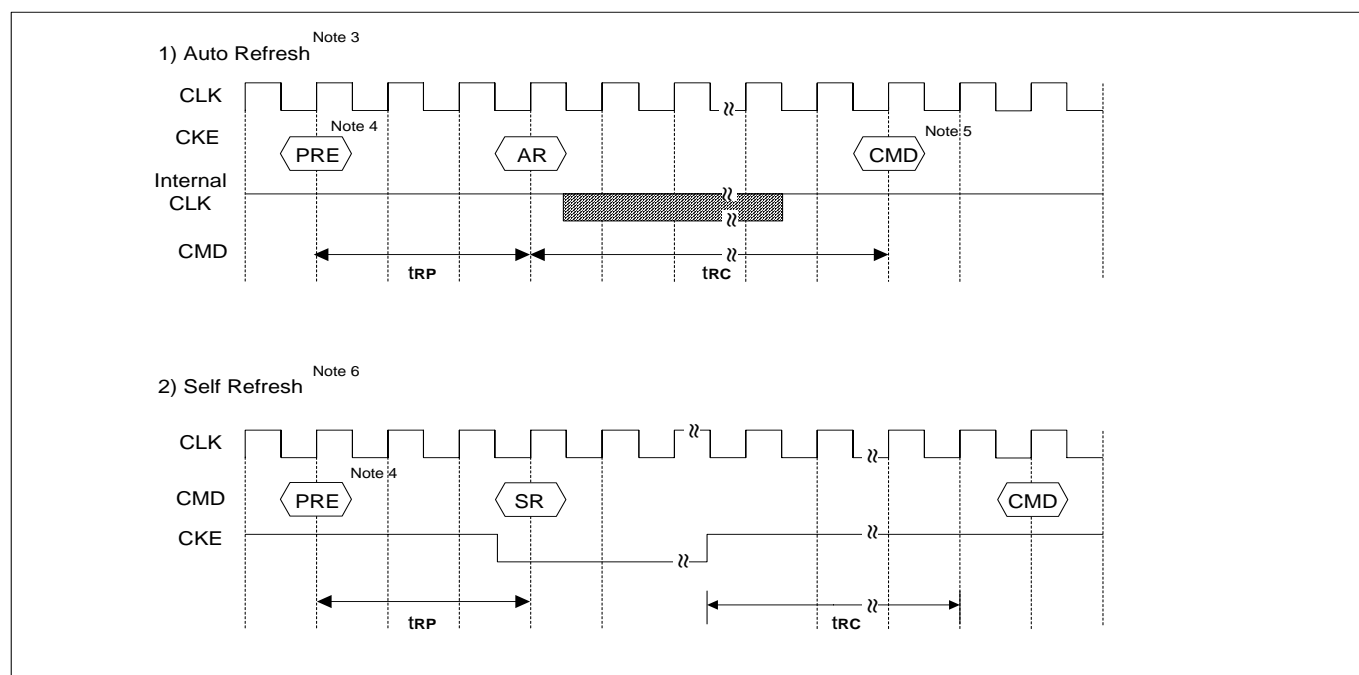 1) Auto Refresh Note 3
CLK
CKE
PRE Note 4
AR
CMD Note 5
Internal
CLK
CMD
tRP
tRC
2) Self Refresh Note 6
CLK
CMD
PRE Note 4
SR
CMD
CKE
tRP
tRC